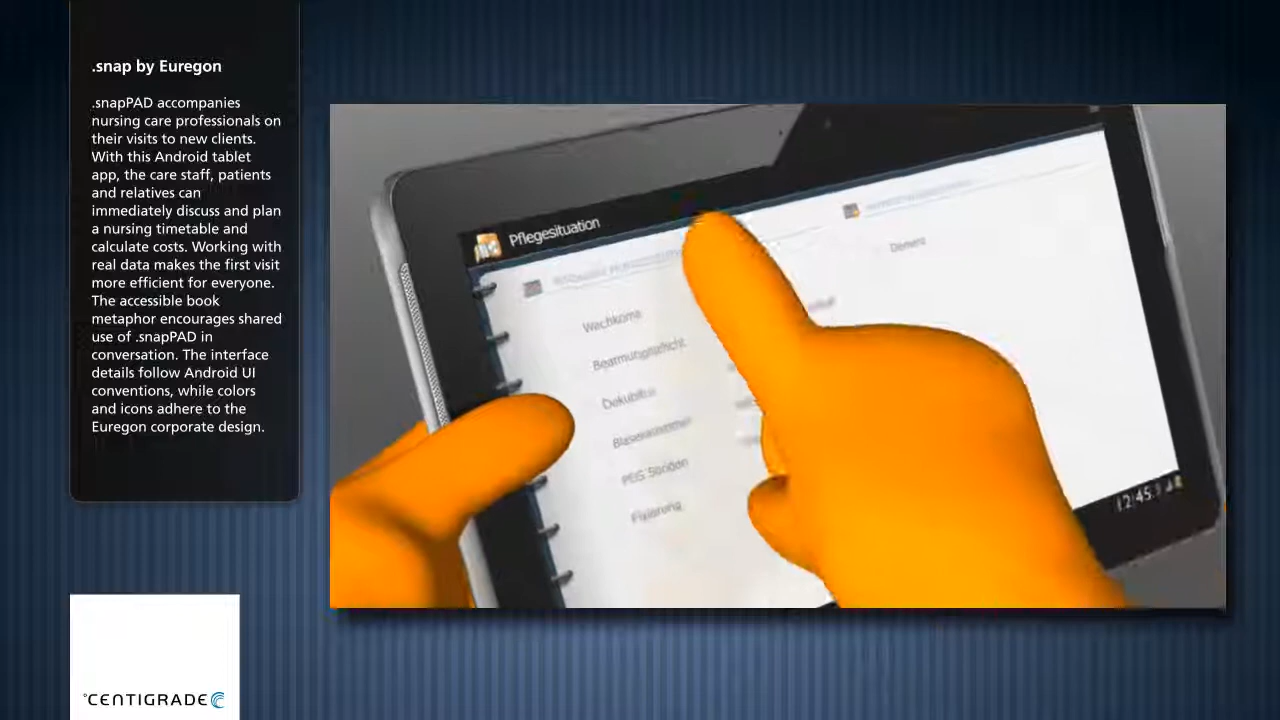 .snap by Euregon
.snapPAD accompanies
nursing care professionals on
their visits to new clients.
With this Android tablet
app, the care staff, patients
and relatives can
immediately discuss and plan
a nursing timetable and
calculate costs. Working with
real data makes the first visit
more efficient for everyone.
The accessible book
metaphor encourages shared
use of .snapPAD in
conversation. The interface
details follow Android UI
conventions, while colors
and icons adhere to the
Euregon corporate design.
Pflegesituation
Wachkoma
Dekubitus
PEG Sonden
Fixierung
Demenz
12:45
°CENTIGRADE